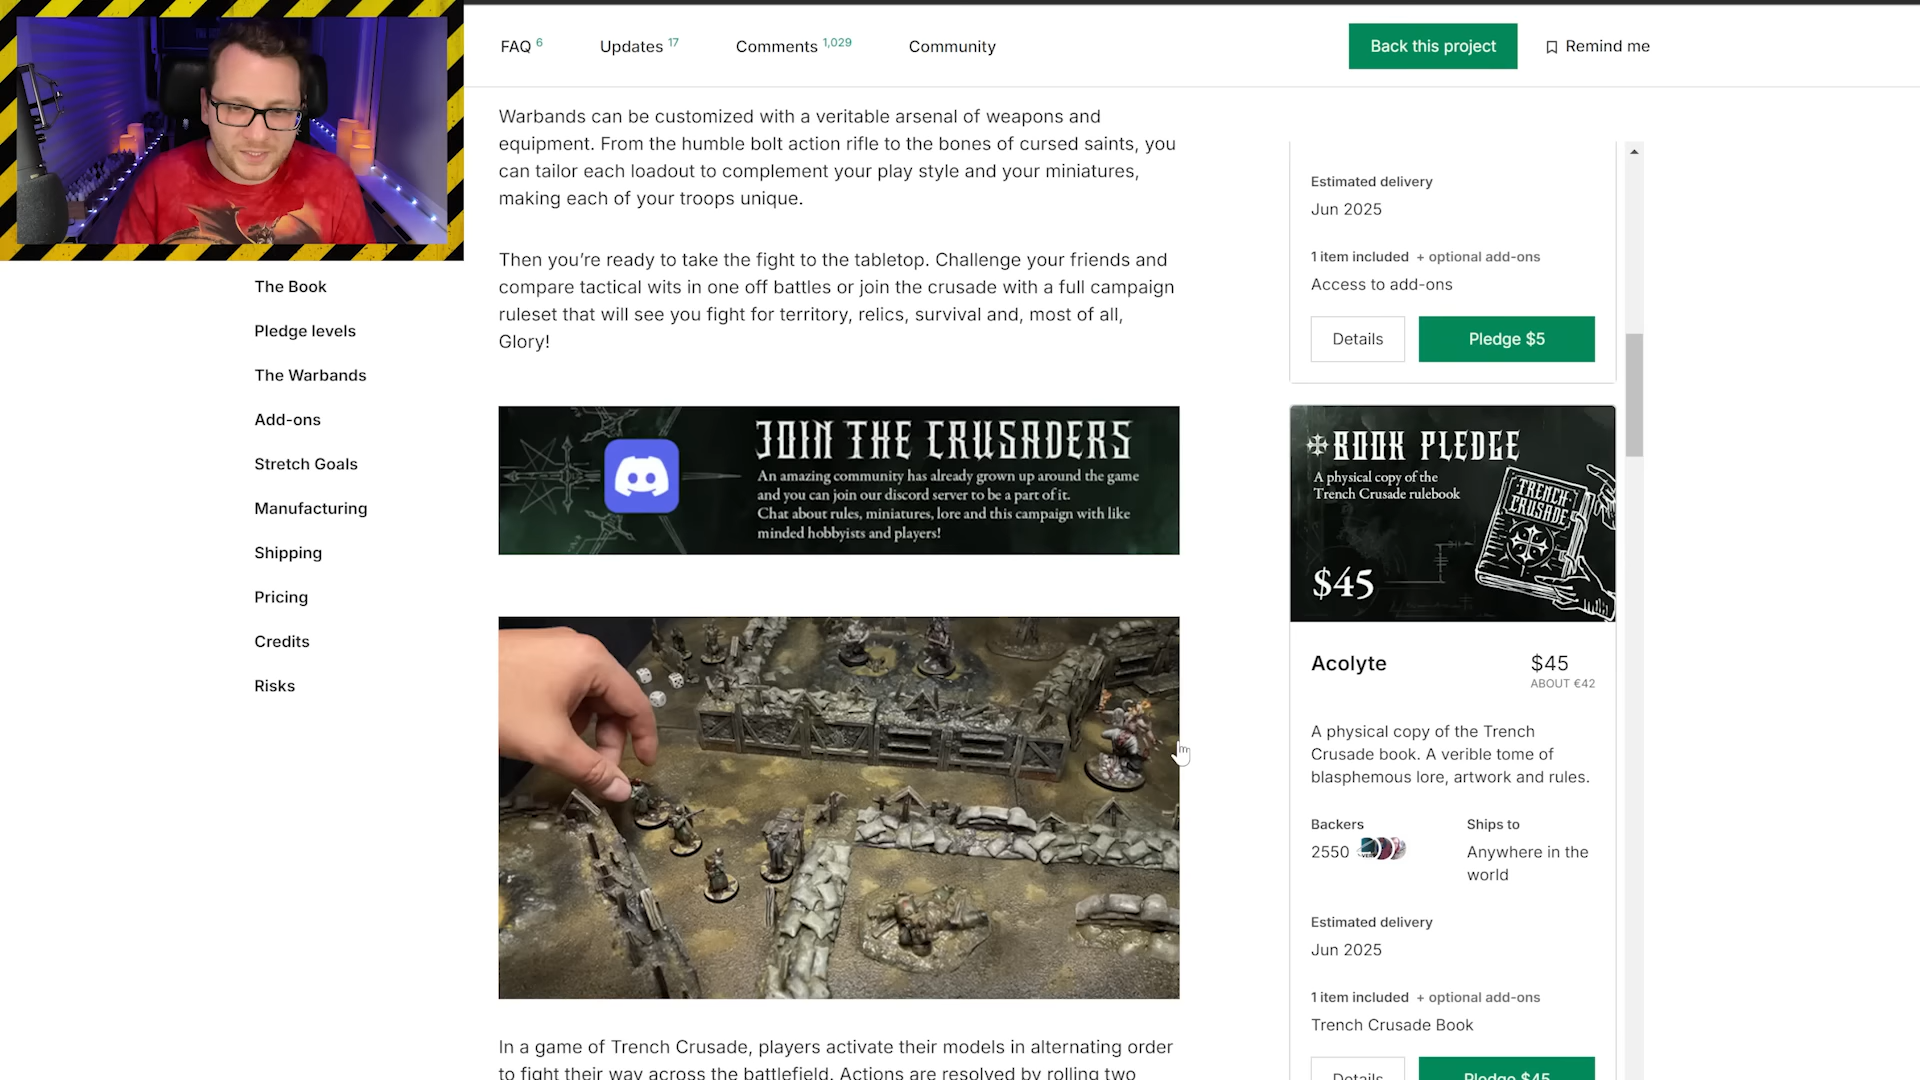 FAQ 6
Updates 17
Comments 1,029
Community
Back this project
Remind me
Warbands can be customized with a veritable arsenal of weapons and
equipment. From the humble bolt action rifle to the bones of cursed saints, you
can tailor each loadout to complement your play style and your miniatures,
making each of your troops unique.
Then you’re ready to take the fight to the tabletop. Challenge your friends and
compare tactical wits in one off battles or join the crusade with a full campaign
ruleset that will see you fight for territory, relics, survival and, most of all,
Glory!
The Book
Pledge levels
The Warbands
Add-ons
Stretch Goals
Manufacturing
Shipping
Pricing
Credits
Risks
JOIN THE CRUSADERS
An amazing community has already grown up around the game
and you can join our discord server to be a part of it.
Chat about rules, miniatures, lore and this campaign with like
minded hobbyists and players!
In a game of Trench Crusade, players activate their models in alternating order
to fight their way across the battlefield. Actions are resolved by rolling two
Estimated delivery
Jun 2025
1 item included + optional add-ons
Access to add-ons
Details
Pledge $5
BOOK PLEDGE
A physical copy of the
Trench Crusade rulebook
TRENCH
CRUSADE
$45
Acolyte
$45
ABOUT €42
A physical copy of the Trench
Crusade book. A verible tome of
blasphemous lore, artwork and rules.
Backers
2550
Ships to
Anywhere in the
world
Estimated delivery
Jun 2025
1 item included + optional add-ons
Trench Crusade Book
Details
Pledge $45